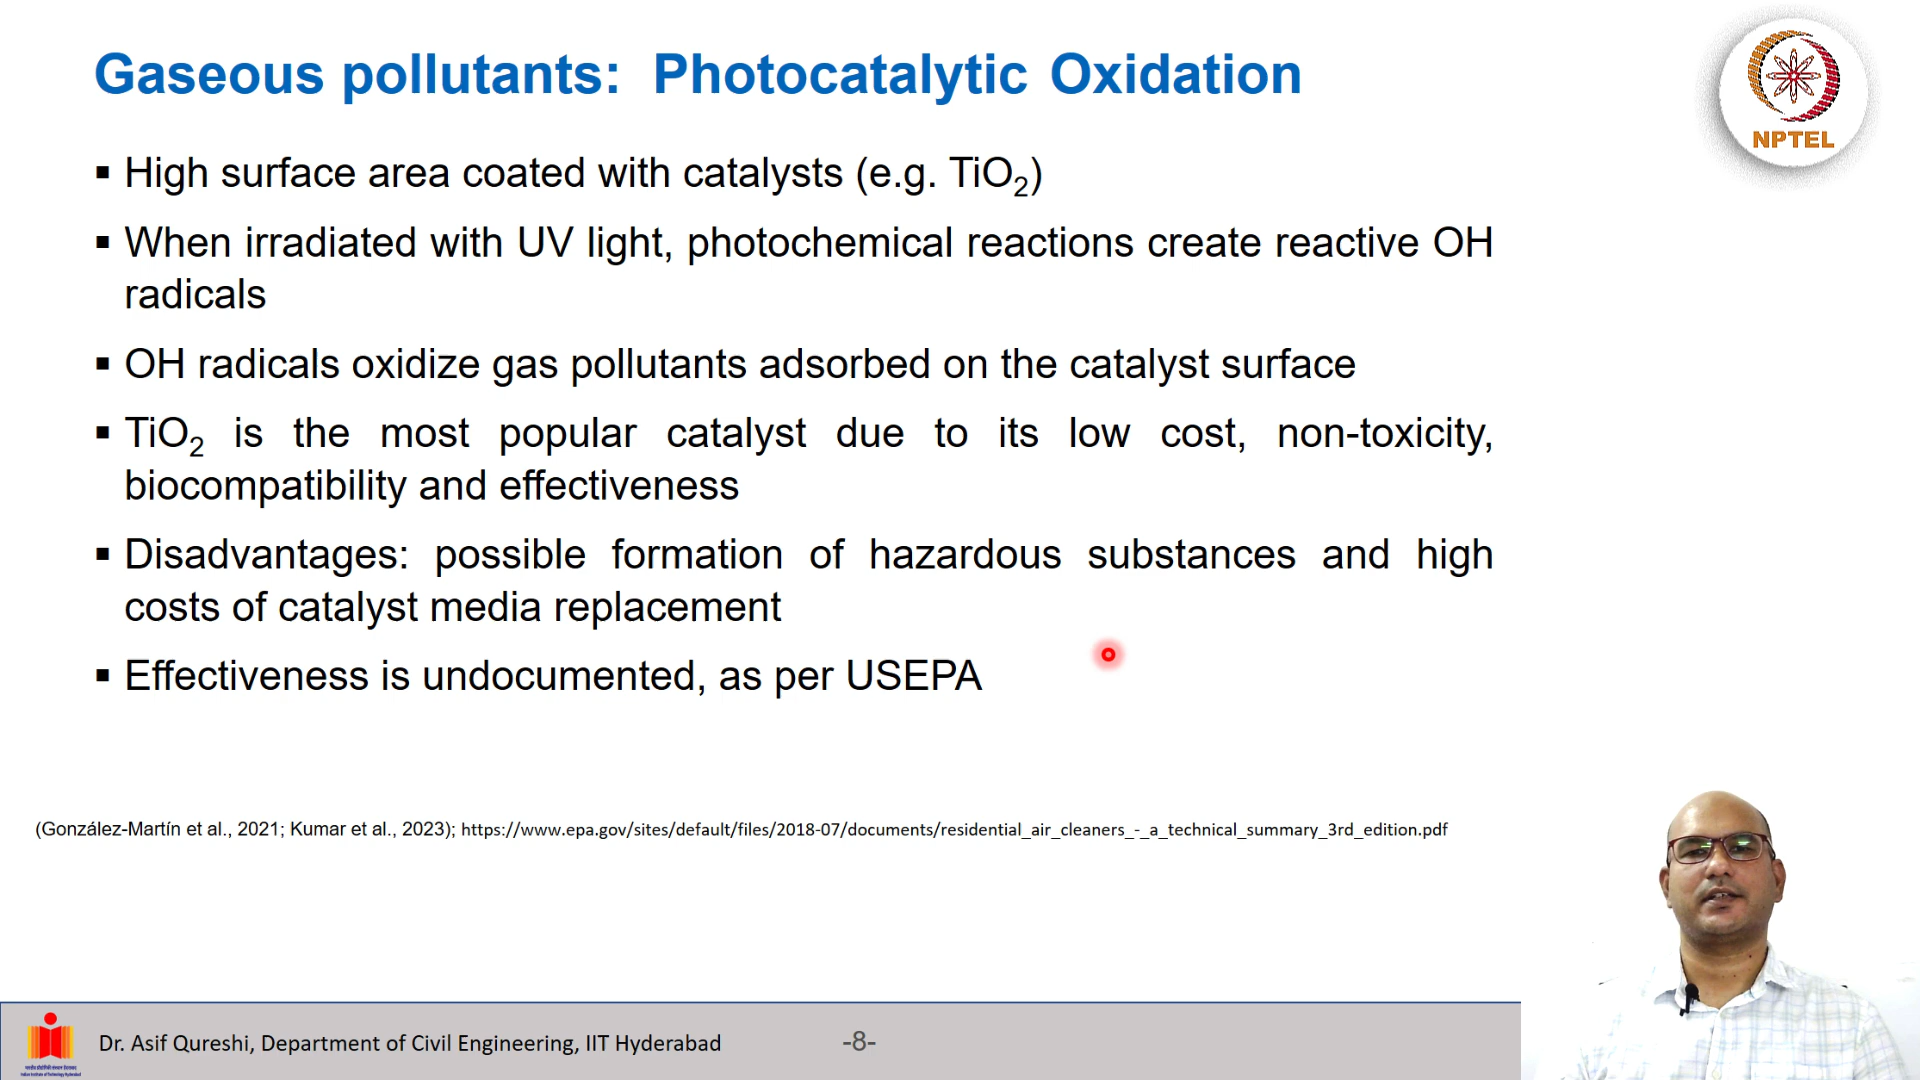 Gaseous pollutants: Photocatalytic Oxidation
NPTEL
▪ High surface area coated with catalysts (e.g. TiO₂)
▪ When irradiated with UV light, photochemical reactions create reactive OH
radicals
▪ OH radicals oxidize gas pollutants adsorbed on the catalyst surface
▪ TiO₂ is the most popular catalyst due to its low cost, non-toxicity,
biocompatibility and effectiveness
▪ Disadvantages: possible formation of hazardous substances and high
costs of catalyst media replacement
▪ Effectiveness is undocumented, as per USEPA
(González-Martín et al., 2021; Kumar et al., 2023); https://www.epa.gov/sites/default/files/2018-07/documents/residential_air_cleaners_-_a_technical_summary_3rd_edition.pdf
Dr. Asif Qureshi, Department of Civil Engineering, IIT Hyderabad
-8-